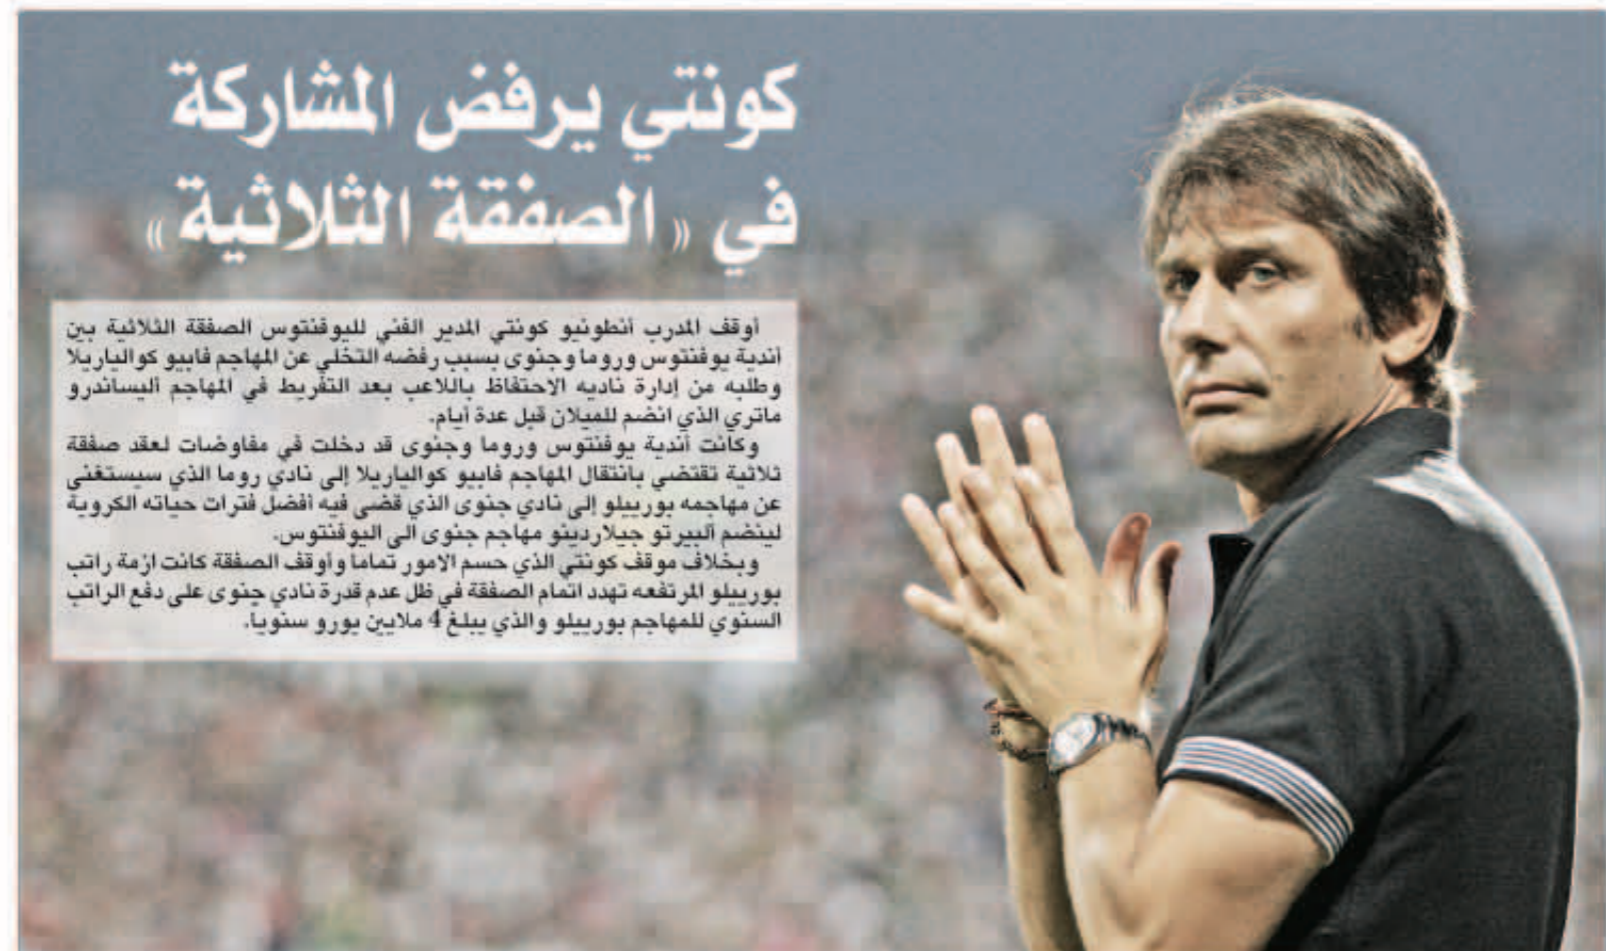 كونتي يرفض المشاركة
في « الصفقة الثلاثية »
أوقف المدرب أنطونيو كونتي المدير الفني لليوفنتوس الصفقة الثلاثية بين
أندية يوفنتوس وروما وجنوى بسبب رفضه التخلي عن المهاجم فابيو كوالياريلا
وطلبه من إدارة ناديه الاحتفاظ باللاعب بعد التفريط في المهاجم أليساندرو
ماتري الذي انضم للميلان قبل عدة أيام.
وكانت أندية يوفنتوس وروما وجنوى قد دخلت في مفاوضات لعقد صفقة
ثلاثية تقتضي بانتقال المهاجم فابيو كوالياريلا إلى نادي روما الذي سيستغنى
عن مهاجمه بورييلو إلى نادي جنوى الذي قضى فيه أفضل فترات حياته الكروية
لينضم ألبيرتو جيلاردينو مهاجم جنوى الى اليوفنتوس.
وبخلاف موقف كونتي الذي حسم الامور تماماً وأوقف الصفقة كانت ازمة راتب
بورييلو المرتفعه تهدد اتمام الصفقة في ظل عدم قدرة نادي جنوى على دفع الراتب
السنوي للمهاجم بورييلو والذي يبلغ 4 ملايين يورو سنوياً.